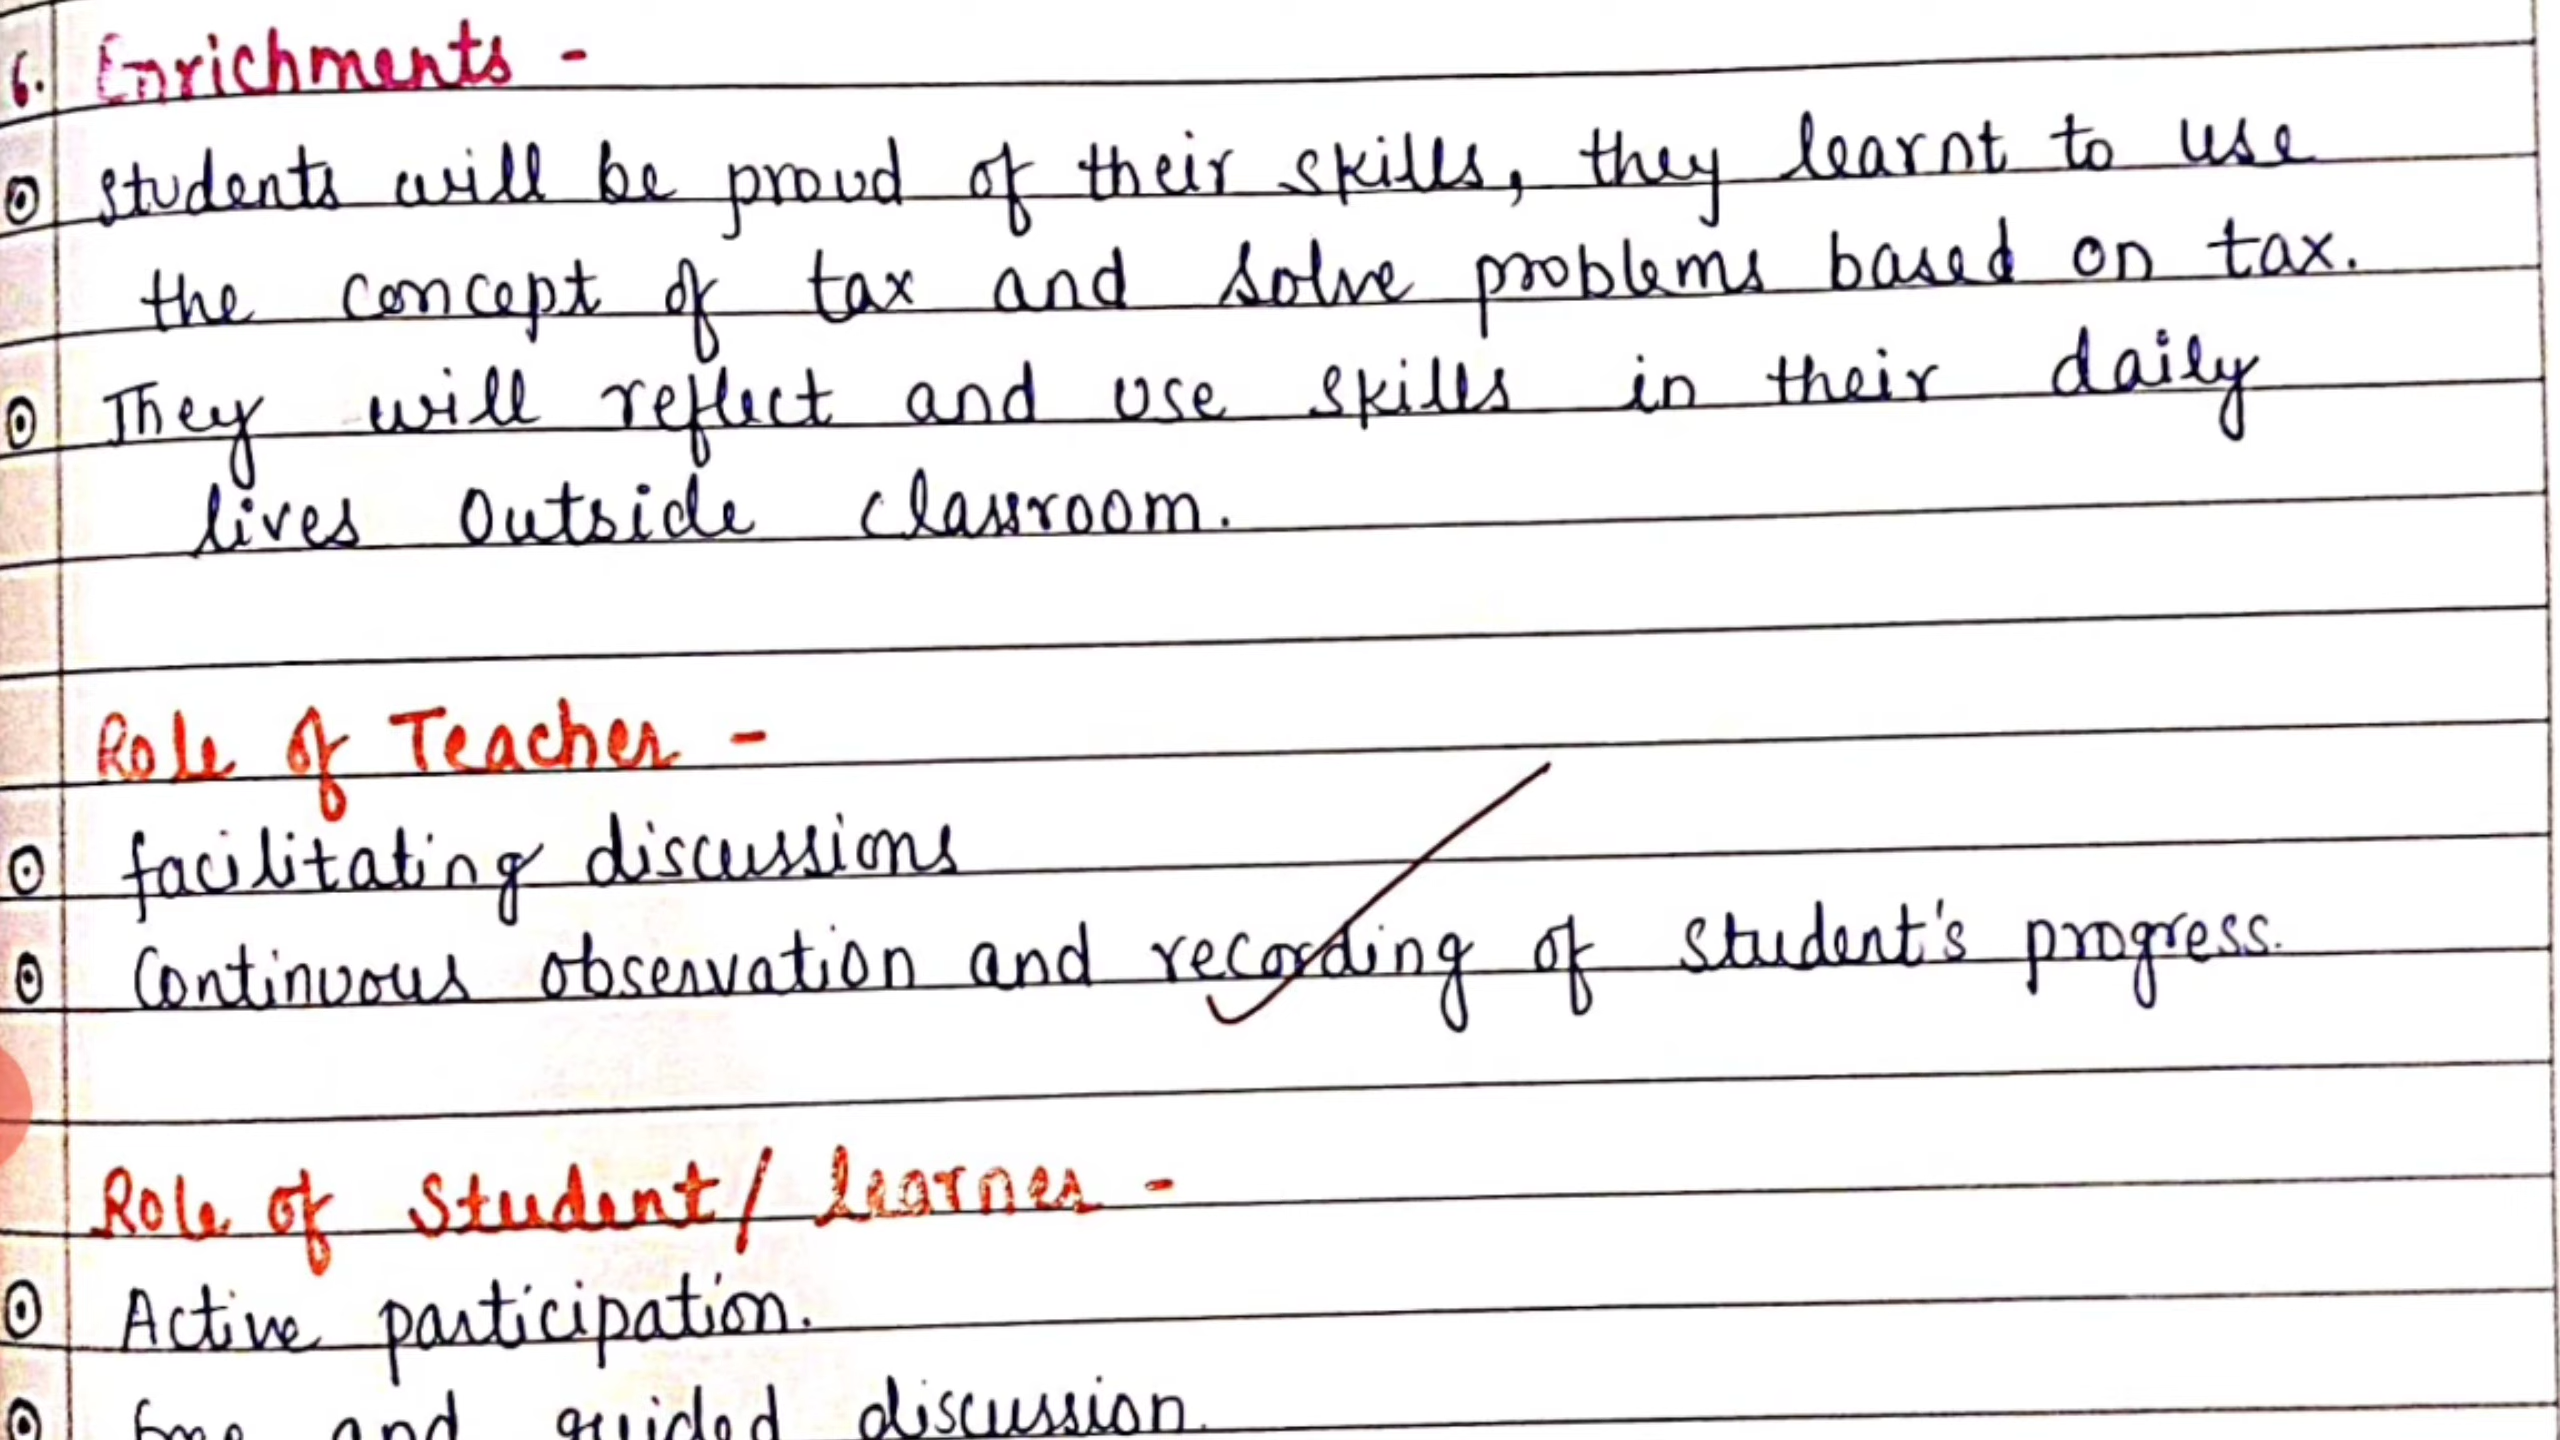 6. Enrichments -
students will be proud of their skills, they learnt to use
the concept of tax and solve problems based on tax.
They will reflect and use skills in their daily
lives outside classroom.
Role of Teacher -
facilitating discussions
Continuous observation and recording of student's progress.
Role of Student/ learner -
Active participation.
and guided discussion.